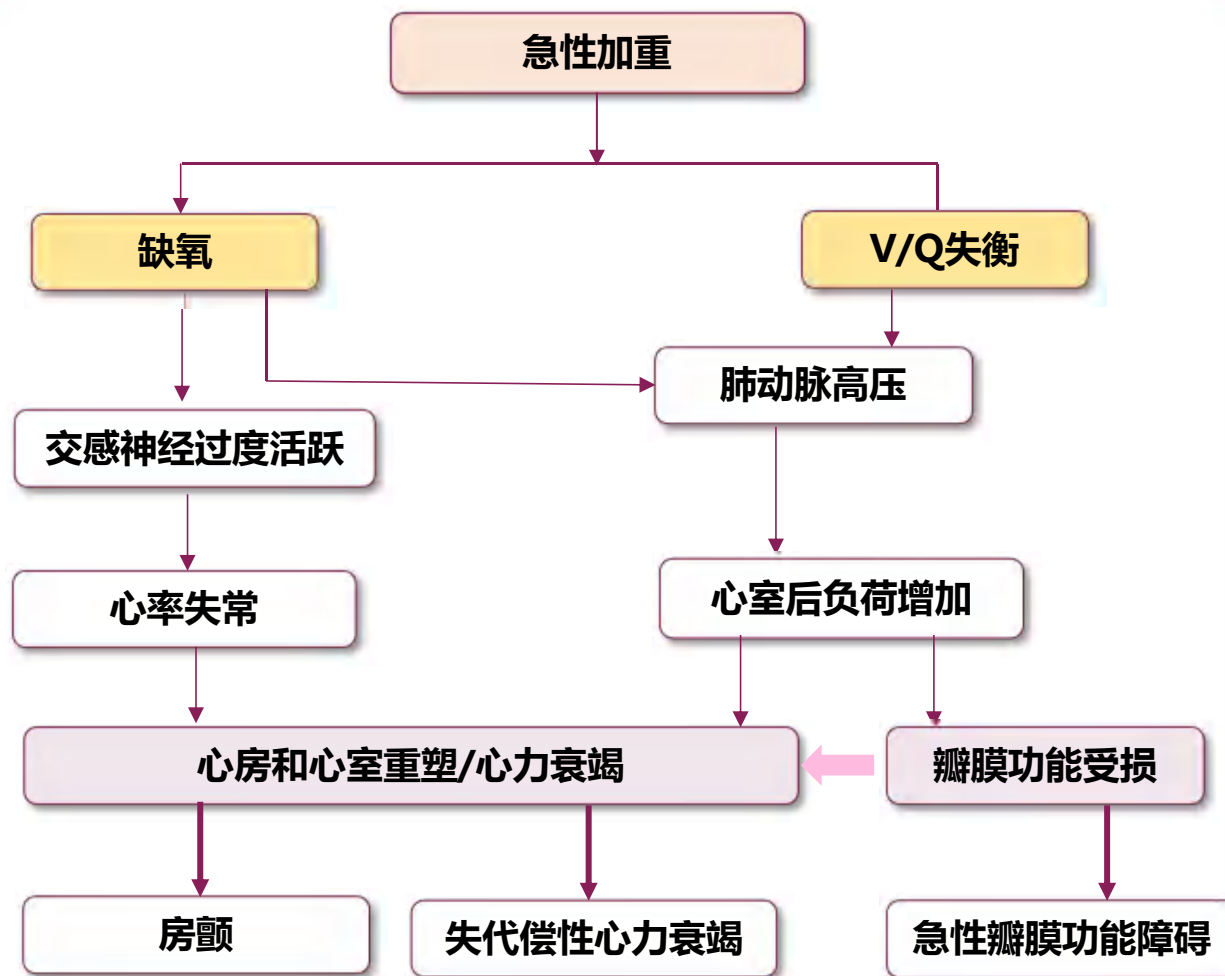 急性加重
缺氧
V/Q失衡
肺动脉高压
交感神经过度活跃
心率失常
心室后负荷增加
心房和心室重塑/心力衰竭
瓣膜功能受损
房颤
失代偿性心力衰竭
急性瓣膜功能障碍